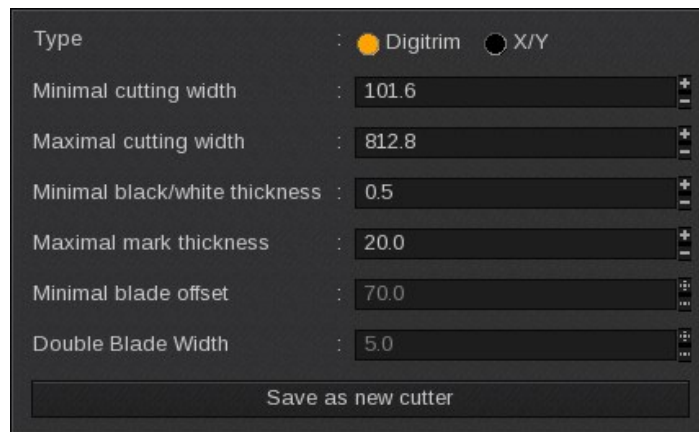 Type : Digitrim X/Y
Minimal cutting width : 101.6
Maximal cutting width : 812.8
Minimal black/white thickness : 0.5
Maximal mark thickness : 20.0
Minimal blade offset : 70.0
Double Blade Width : 5.0
Save as new cutter